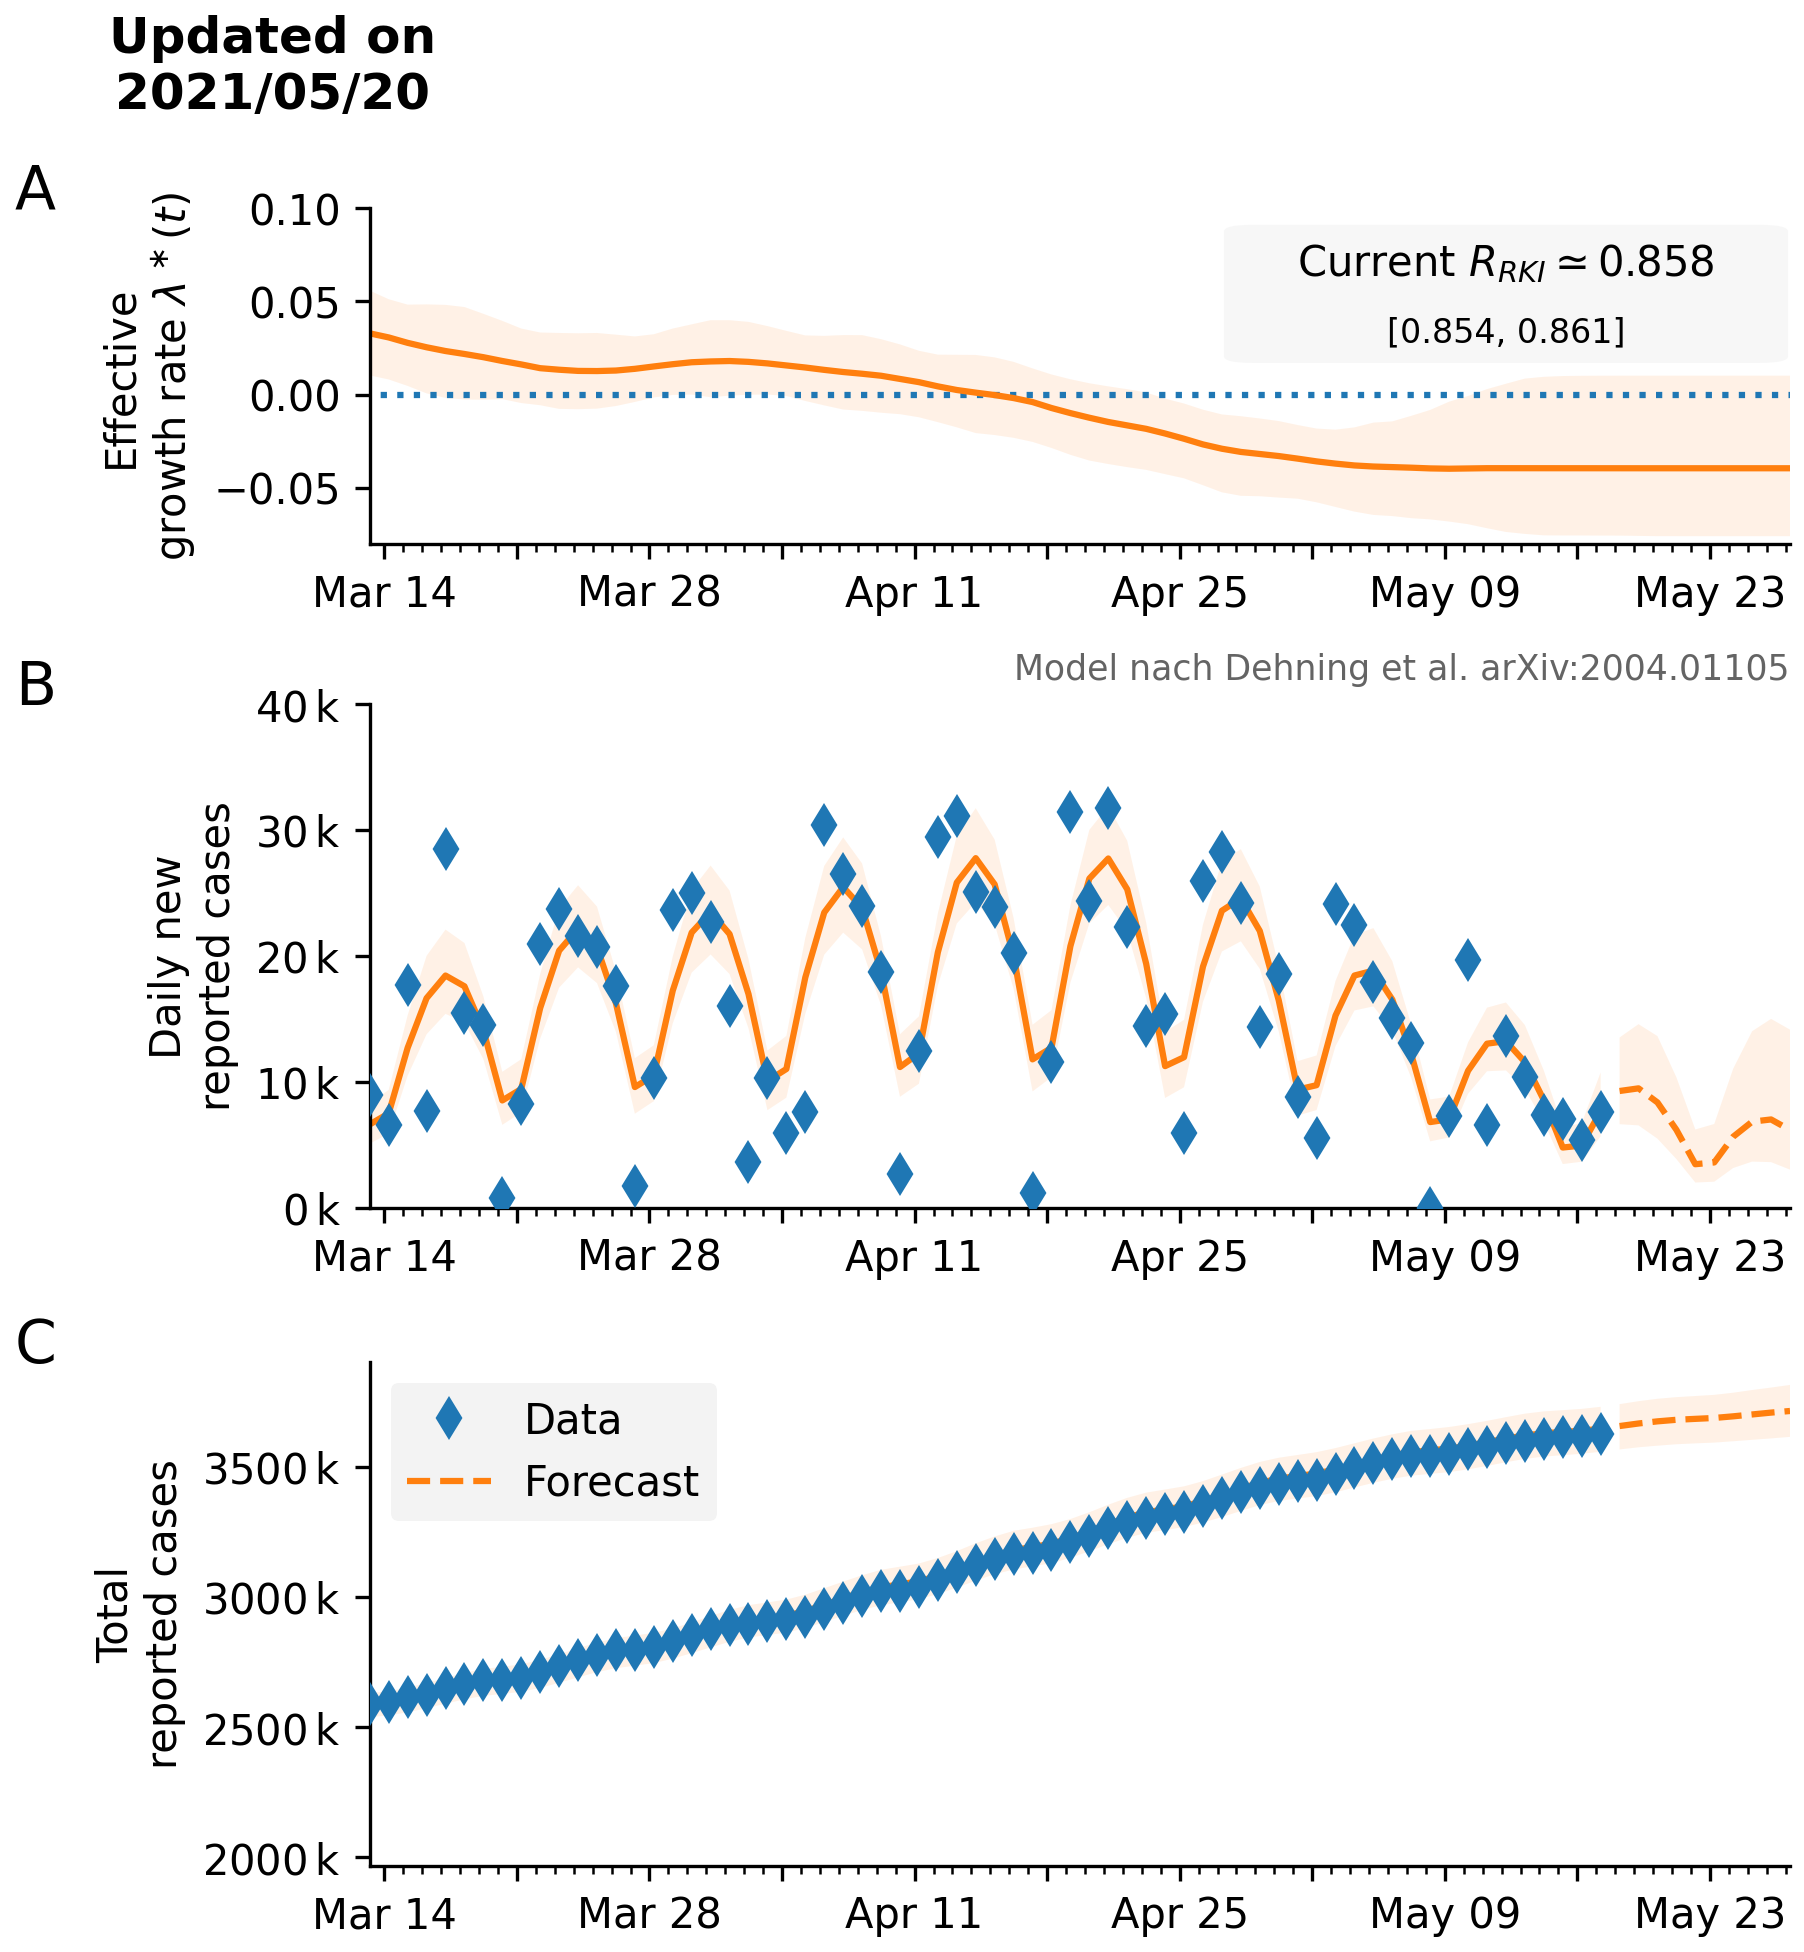 Updated on
2021/05/20
A
Effective
growth rate λ * (t)
0.10
0.05
0.00
−0.05
Current R_RKI ≃ 0.858
[0.854, 0.861]
Mar 14 Mar 28 Apr 11 Apr 25 May 09 May 23
Model nach Dehning et al. arXiv:2004.01105
B
Daily new
reported cases
40 k
30 k
20 k
10 k
0 k
Mar 14 Mar 28 Apr 11 Apr 25 May 09 May 23
C
Total
reported cases
Data
Forecast
3500 k
3000 k
2500 k
2000 k
Mar 14 Mar 28 Apr 11 Apr 25 May 09 May 23